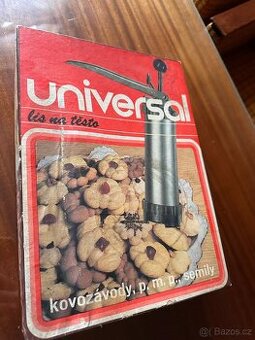 universal
lis na těsto
kovozávody, p. m. p., semily
© Bazos.cz